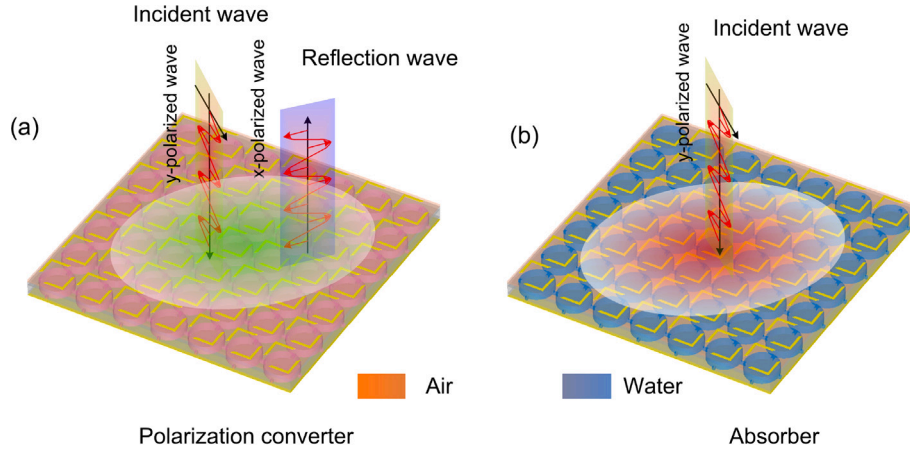 Incident wave
Reflection wave
y-polarized wave
x-polarized wave
(a)
Incident wave
y-polarized wave
(b)
Air
Water
Polarization converter
Absorber